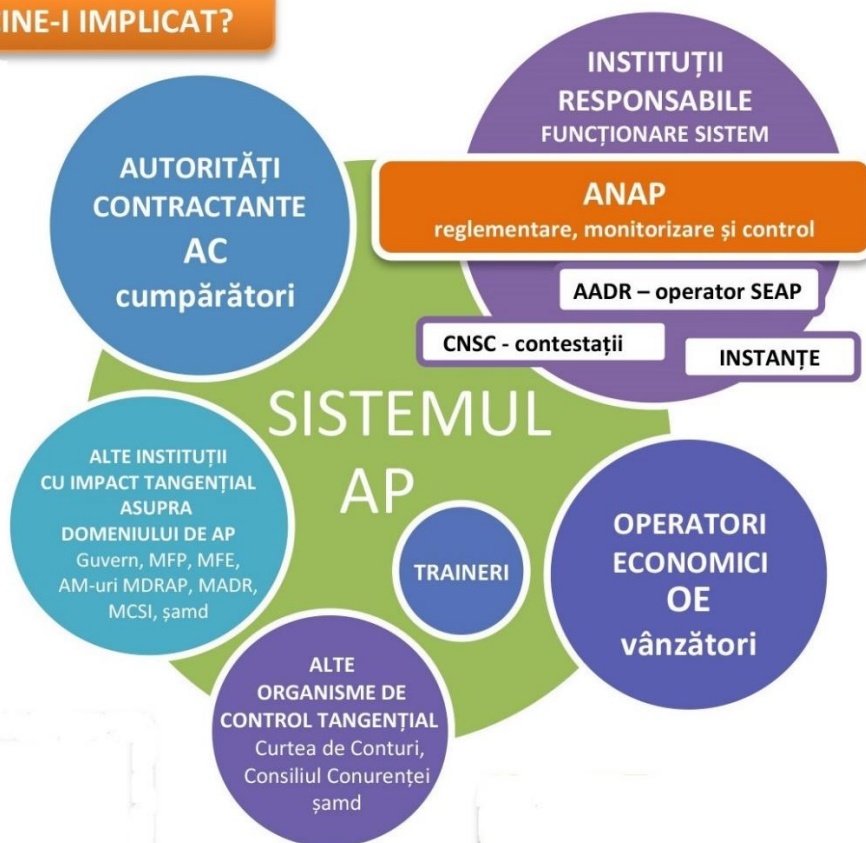 CINE-I IMPLICAT?
INSTITUȚII
RESPONSABILE
FUNCȚIONARE SISTEM
ANAP
reglementare, monitorizare și control
AADR – operator SEAP
CNSC - contestații
INSTANȚE
AUTORITĂȚI
CONTRACTANTE
AC
cumpărători
SISTEMUL
AP
ALTE INSTITUȚII
CU IMPACT TANGENȚIAL
ASUPRA
DOMENIULUI DE AP
Guvern, MFP, MFE,
AM-uri MDRAP, MADR,
MCSI, șamd
TRAINERI
OPERATORI
ECONOMICI
OE
vânzători
ALTE
ORGANISME DE
CONTROL TANGENȚIAL
Curtea de Conturi,
Consiliul Conurenței
șamd